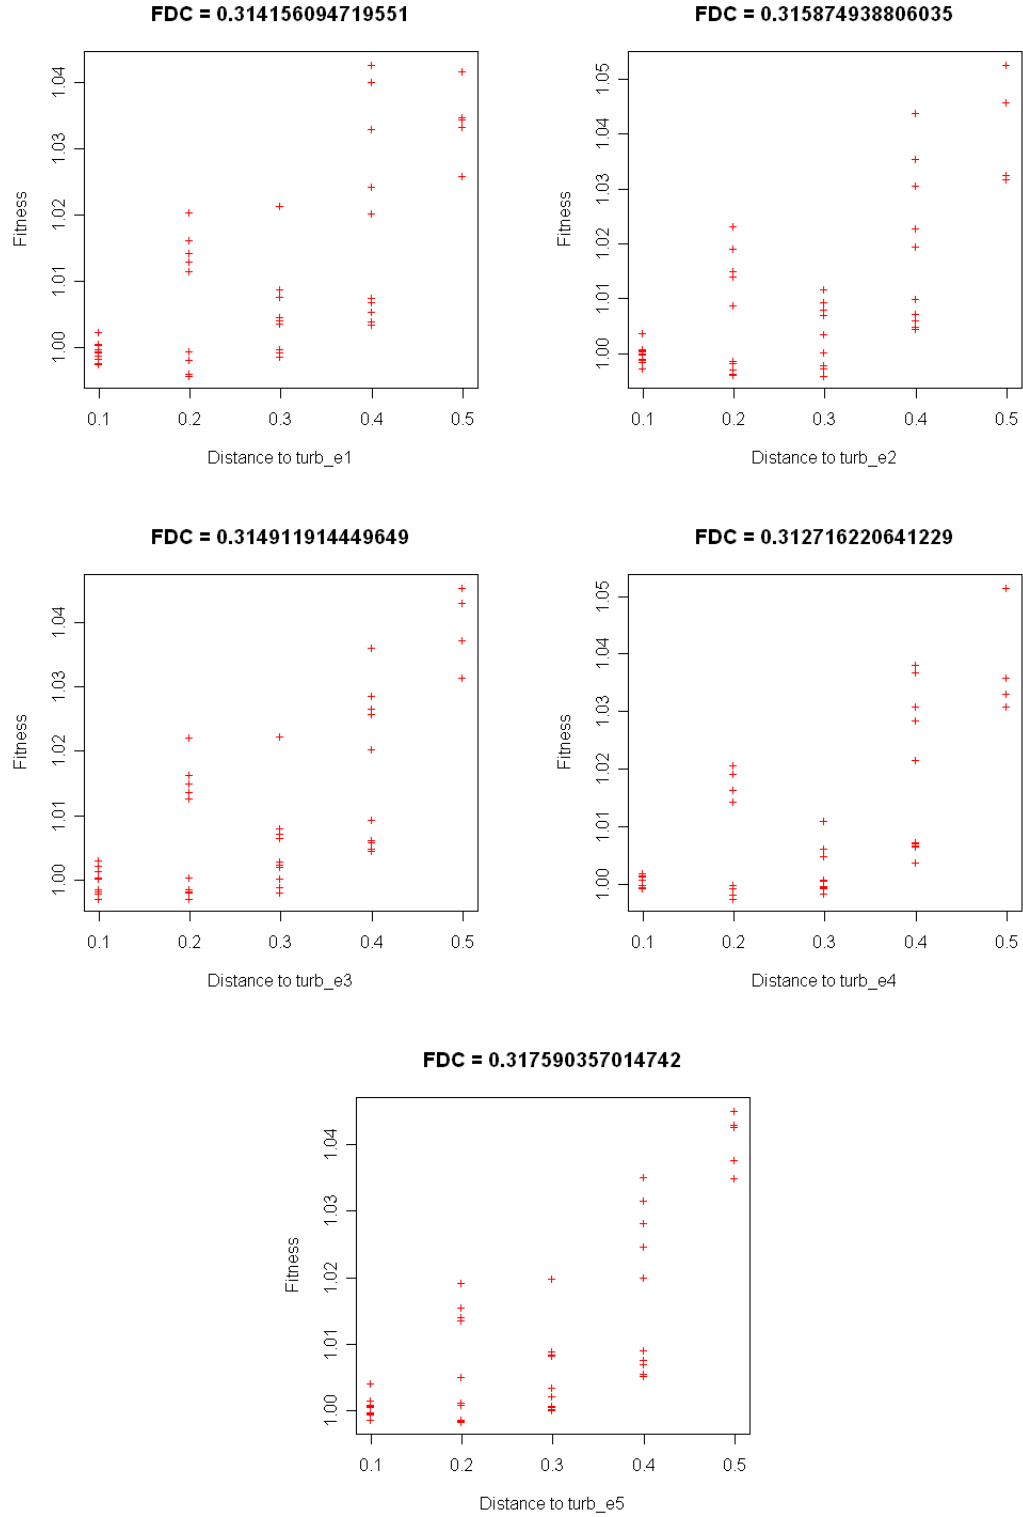 FDC = 0.314156094719551
Fitness
1.04
1.03
1.02
1.01
1.00
0.1 0.2 0.3 0.4 0.5
Distance to turb_e1
FDC = 0.315874938806035
Fitness
1.05
1.04
1.03
1.02
1.01
1.00
0.1 0.2 0.3 0.4 0.5
Distance to turb_e2
FDC = 0.314911914449649
Fitness
1.04
1.03
1.02
1.01
1.00
0.1 0.2 0.3 0.4 0.5
Distance to turb_e3
FDC = 0.312716220641229
Fitness
1.05
1.04
1.03
1.02
1.01
1.00
0.1 0.2 0.3 0.4 0.5
Distance to turb_e4
FDC = 0.317590357014742
Fitness
1.04
1.03
1.02
1.01
1.00
0.1 0.2 0.3 0.4 0.5
Distance to turb_e5